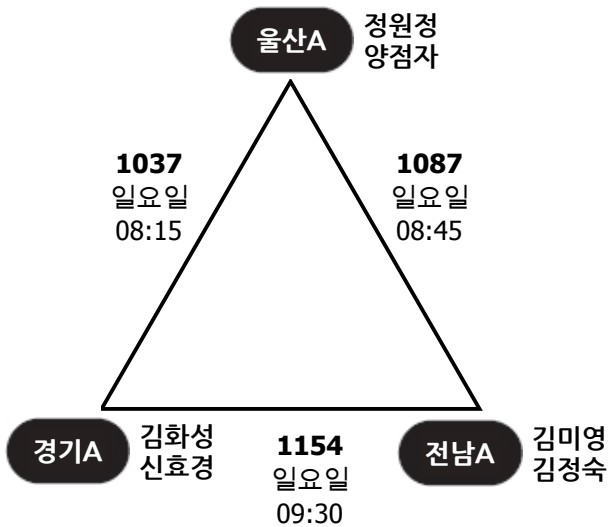 울산A
정원정
양점자
1037
일요일
08:15
1087
일요일
08:45
경기A
김화성
신효경
1154
일요일
09:30
전남A
김미영
김정숙